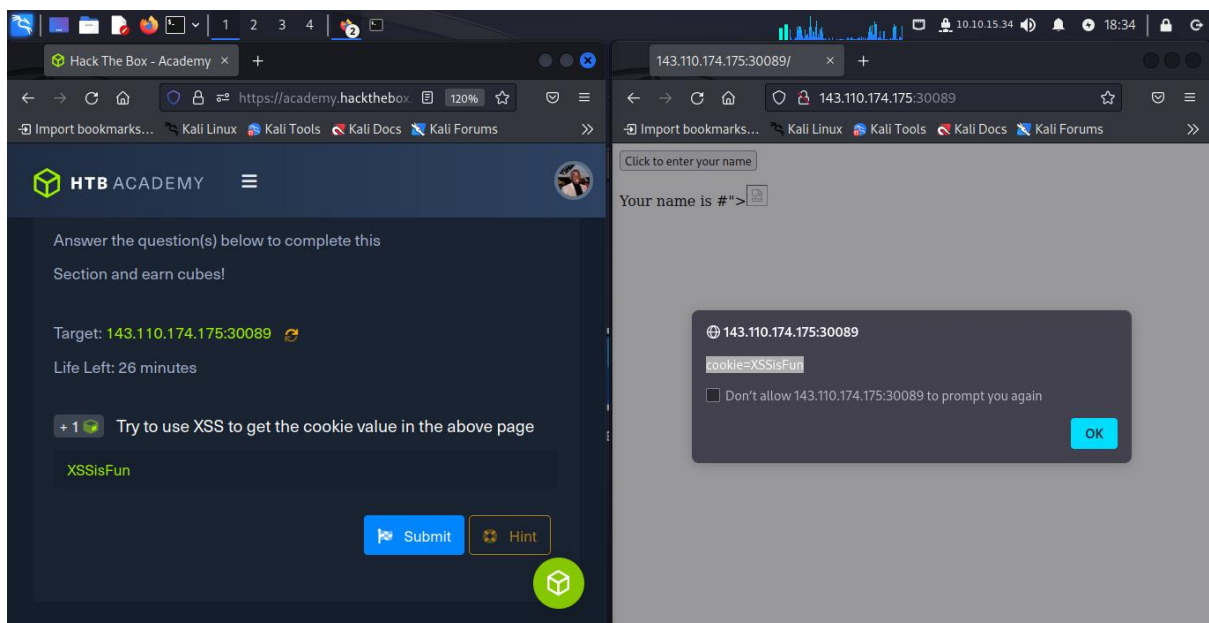 1 2 3 4
10.10.15.34 18:34
Hack The Box - Academy × +
https://academy.hackthebox. 120%
Import bookmarks... Kali Linux Kali Tools Kali Docs Kali Forums »
HTB ACADEMY
Answer the question(s) below to complete this
Section and earn cubes!
Target: 143.110.174.175:30089
Life Left: 26 minutes
+ 1 Try to use XSS to get the cookie value in the above page
XSSisFun
Submit Hint
143.110.174.175:30089/ × +
143.110.174.175:30089
Import bookmarks... Kali Linux Kali Tools Kali Docs Kali Forums »
Click to enter your name
Your name is #">
143.110.174.175:30089
cookie=XSSisFun
Don't allow 143.110.174.175:30089 to prompt you again
OK